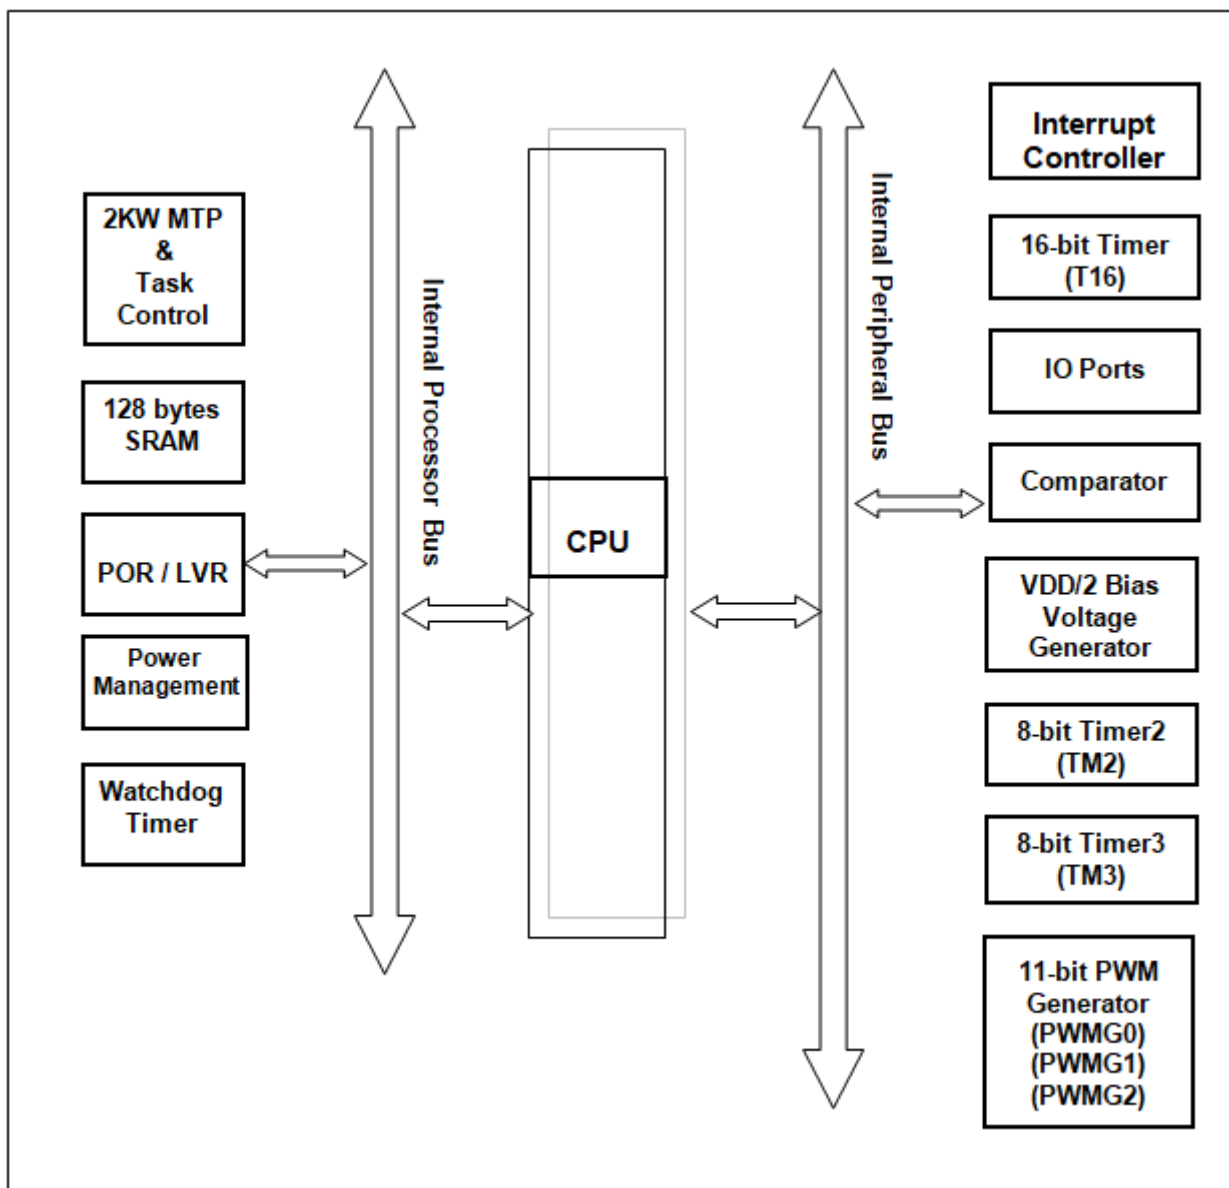 2KW MTP
&
Task
Control
128 bytes
SRAM
POR / LVR
Power
Management
Watchdog
Timer
Internal Processor Bus
CPU
Internal Peripheral Bus
Interrupt
Controller
16-bit Timer
(T16)
IO Ports
Comparator
VDD/2 Bias
Voltage
Generator
8-bit Timer2
(TM2)
8-bit Timer3
(TM3)
11-bit PWM
Generator
(PWMG0)
(PWMG1)
(PWMG2)